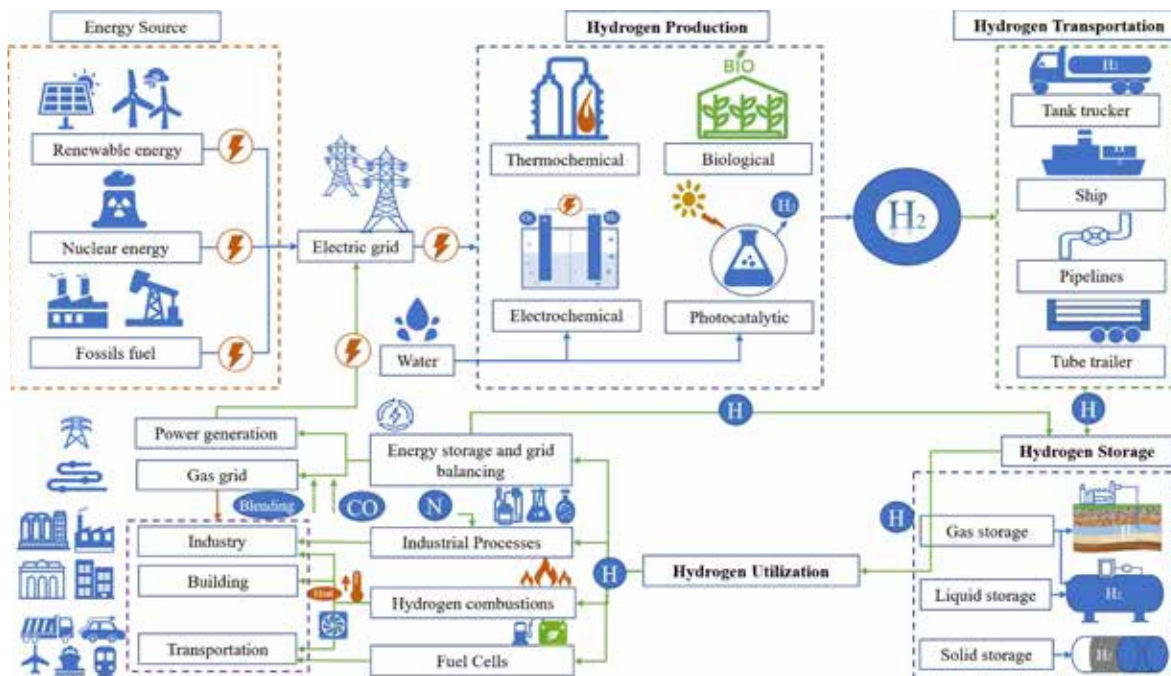 Energy Source
Hydrogen Production
Hydrogen Transportation
Renewable energy
Nuclear energy
Fossils fuel
Electric grid
Water
Thermochemical
BIO
Biological
Electrochemical
H₂
Photocatalytic
H₂
H₂
Tank trucker
Ship
Pipelines
Tube trailer
H
H
Power generation
Gas grid
Energy storage and grid
balancing
Blending
CO
N
Industry
Building
Transportation
Heat
Industrial Processes
Hydrogen combustions
Fuel Cells
H
Hydrogen Utilization
Hydrogen Storage
H
Gas storage
Liquid storage
H₂
Solid storage
H₂